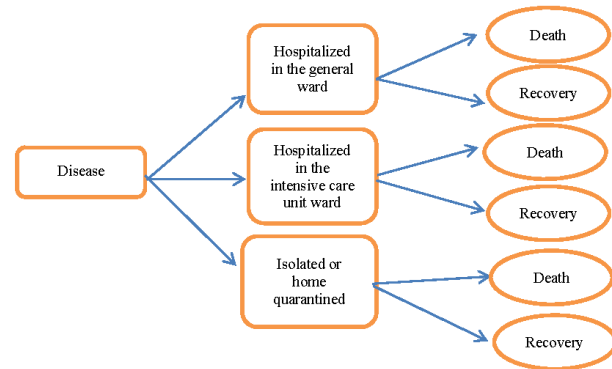 Disease
Hospitalized
in the general
ward
Hospitalized
in the
intensive care
unit ward
Isolated or
home
quarantined
Death
Recovery
Death
Recovery
Death
Recovery